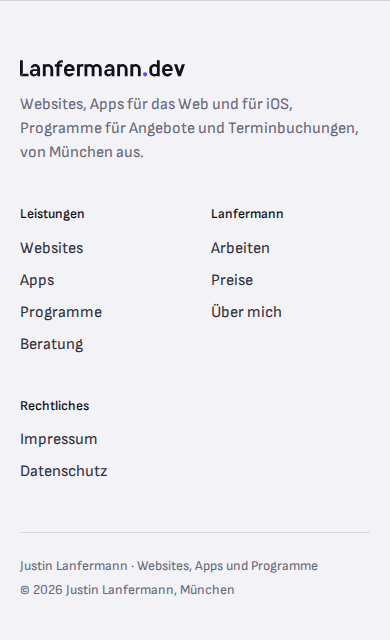 Lanfermann.dev
Websites, Apps für das Web und für iOS,
Programme für Angebote und Terminbuchungen,
von München aus.
Leistungen
Websites
Apps
Programme
Beratung
Lanfermann
Arbeiten
Preise
Über mich
Rechtliches
Impressum
Datenschutz
Justin Lanfermann · Websites, Apps und Programme
© 2026 Justin Lanfermann, München